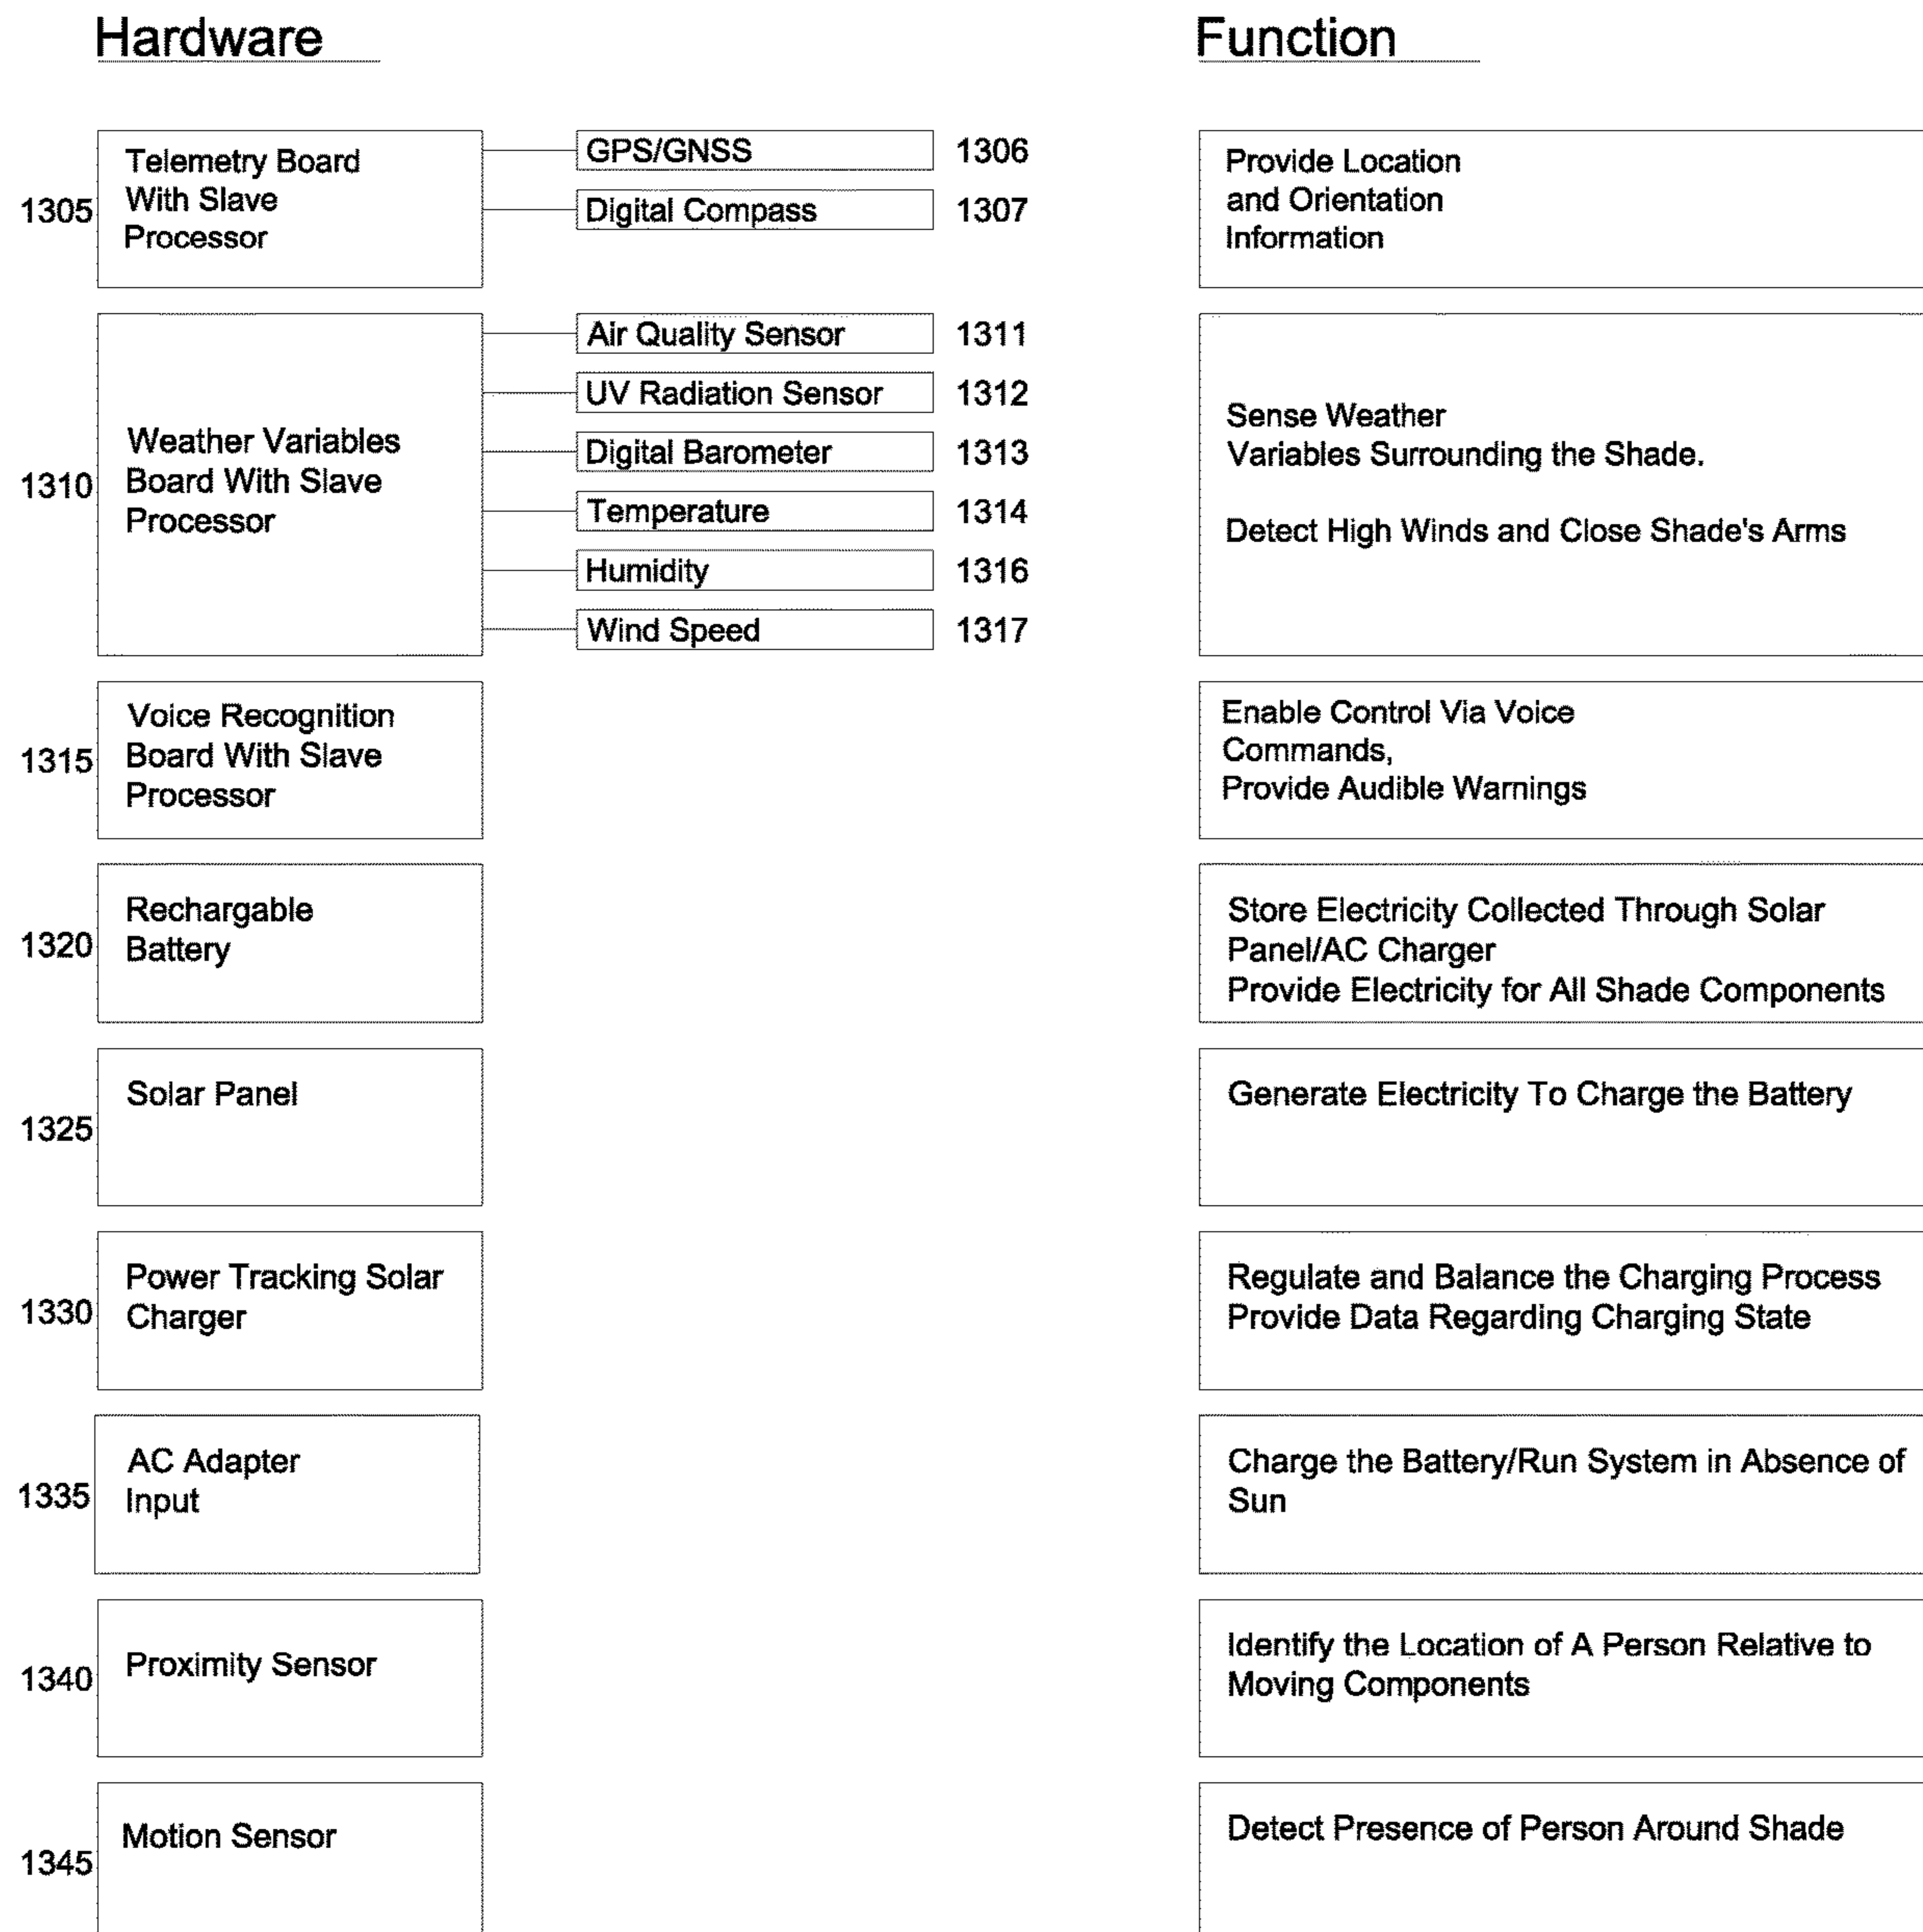 Hardware
Function
1305
Telemetry Board
With Slave
Processor
GPS/GNSS
1306
Digital Compass
1307
Provide Location
and Orientation
Information
1310
Weather Variables
Board With Slave
Processor
Air Quality Sensor
1311
UV Radiation Sensor
1312
Digital Barometer
1313
Temperature
1314
Humidity
1316
Wind Speed
1317
Sense Weather
Variables Surrounding the Shade.
Detect High Winds and Close Shade's Arms
1315
Voice Recognition
Board With Slave
Processor
Enable Control Via Voice
Commands,
Provide Audible Warnings
1320
Rechargable
Battery
Store Electricity Collected Through Solar
Panel/AC Charger
Provide Electricity for All Shade Components
1325
Solar Panel
Generate Electricity To Charge the Battery
1330
Power Tracking Solar
Charger
Regulate and Balance the Charging Process
Provide Data Regarding Charging State
1335
AC Adapter
Input
Charge the Battery/Run System in Absence of
Sun
1340
Proximity Sensor
Identify the Location of A Person Relative to
Moving Components
1345
Motion Sensor
Detect Presence of Person Around Shade